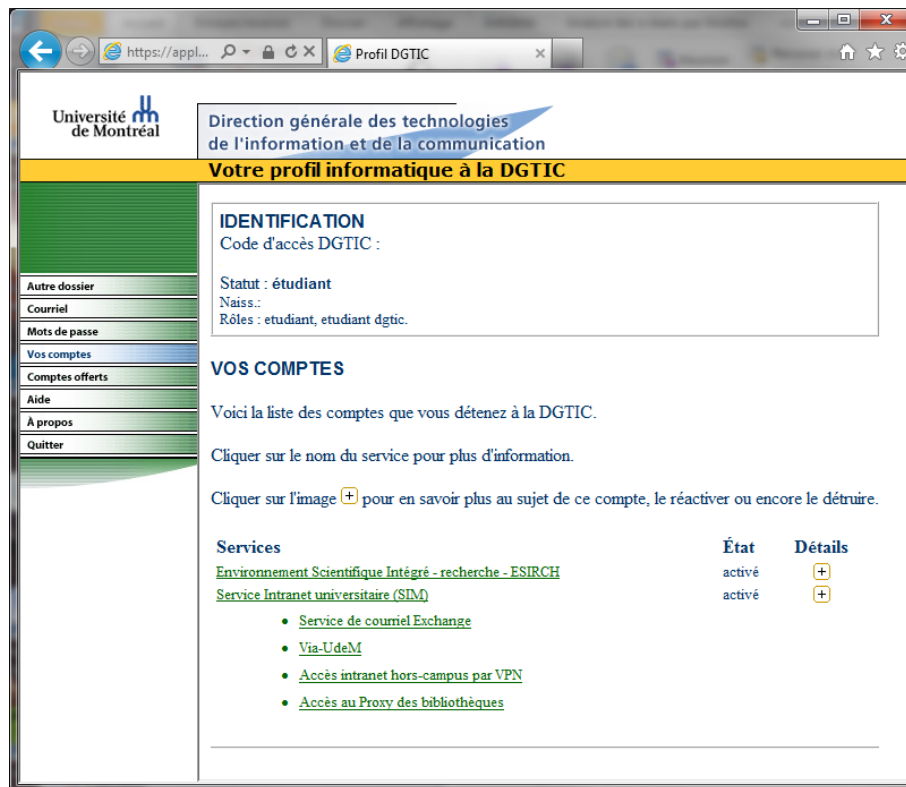 https://appl...
Profil DGTIC
Université
de Montréal
Direction générale des technologies
de l'information et de la communication
Votre profil informatique à la DGTIC
Autre dossier
Courriel
Mots de passe
Vos comptes
Comptes offerts
Aide
À propos
Quitter
IDENTIFICATION
Code d'accès DGTIC :
Statut : étudiant
Naiss.:
Rôles : etudiant, etudiant dgtic.
VOS COMPTES
Voici la liste des comptes que vous détenez à la DGTIC.
Cliquer sur le nom du service pour plus d'information.
Cliquer sur l'image + pour en savoir plus au sujet de ce compte, le réactiver ou encore le détruire.
Services État Détails
Environnement Scientifique Intégré - recherche - ESIRCH activé +
Service Intranet universitaire (SIM) activé +
• Service de courriel Exchange
• Via-UdeM
• Accès intranet hors-campus par VPN
• Accès au Proxy des bibliothèques